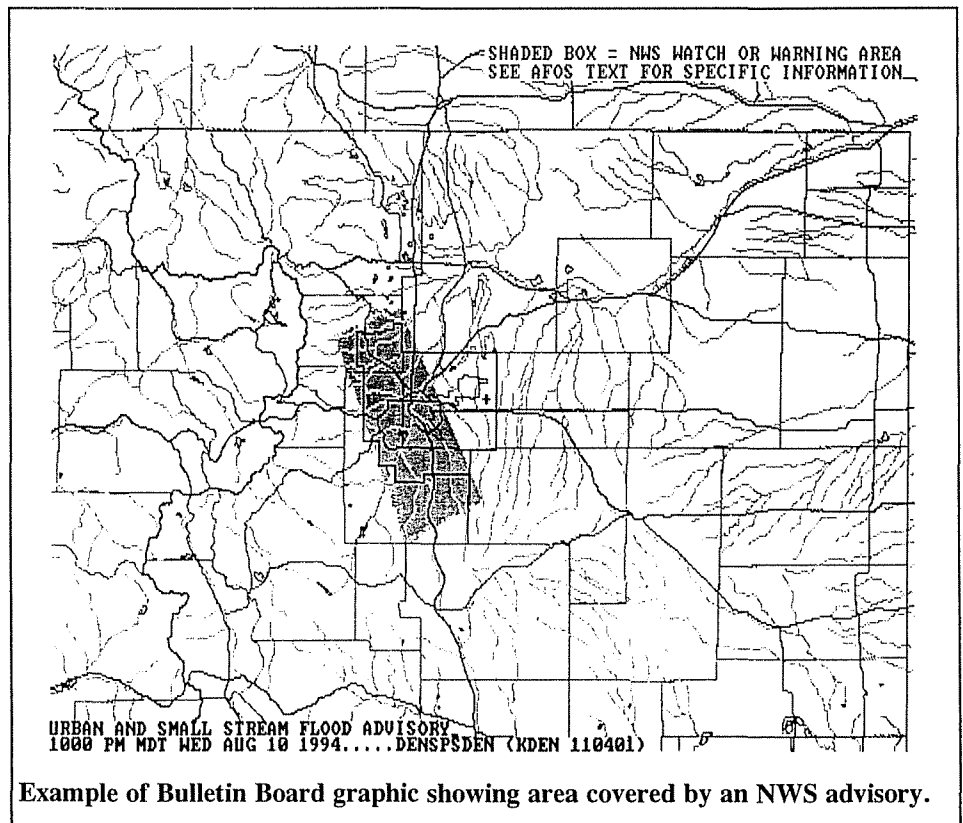 SHADED BOX = NWS WATCH OR WARNING AREA
SEE AFOS TEXT FOR SPECIFIC INFORMATION
URBAN AND SMALL STREAM FLOOD ADVISORY
1000 PM MDT WED AUG 10 1994.....DENSPSDEN (KDEN 110401)
Example of Bulletin Board graphic showing area covered by an NWS advisory.